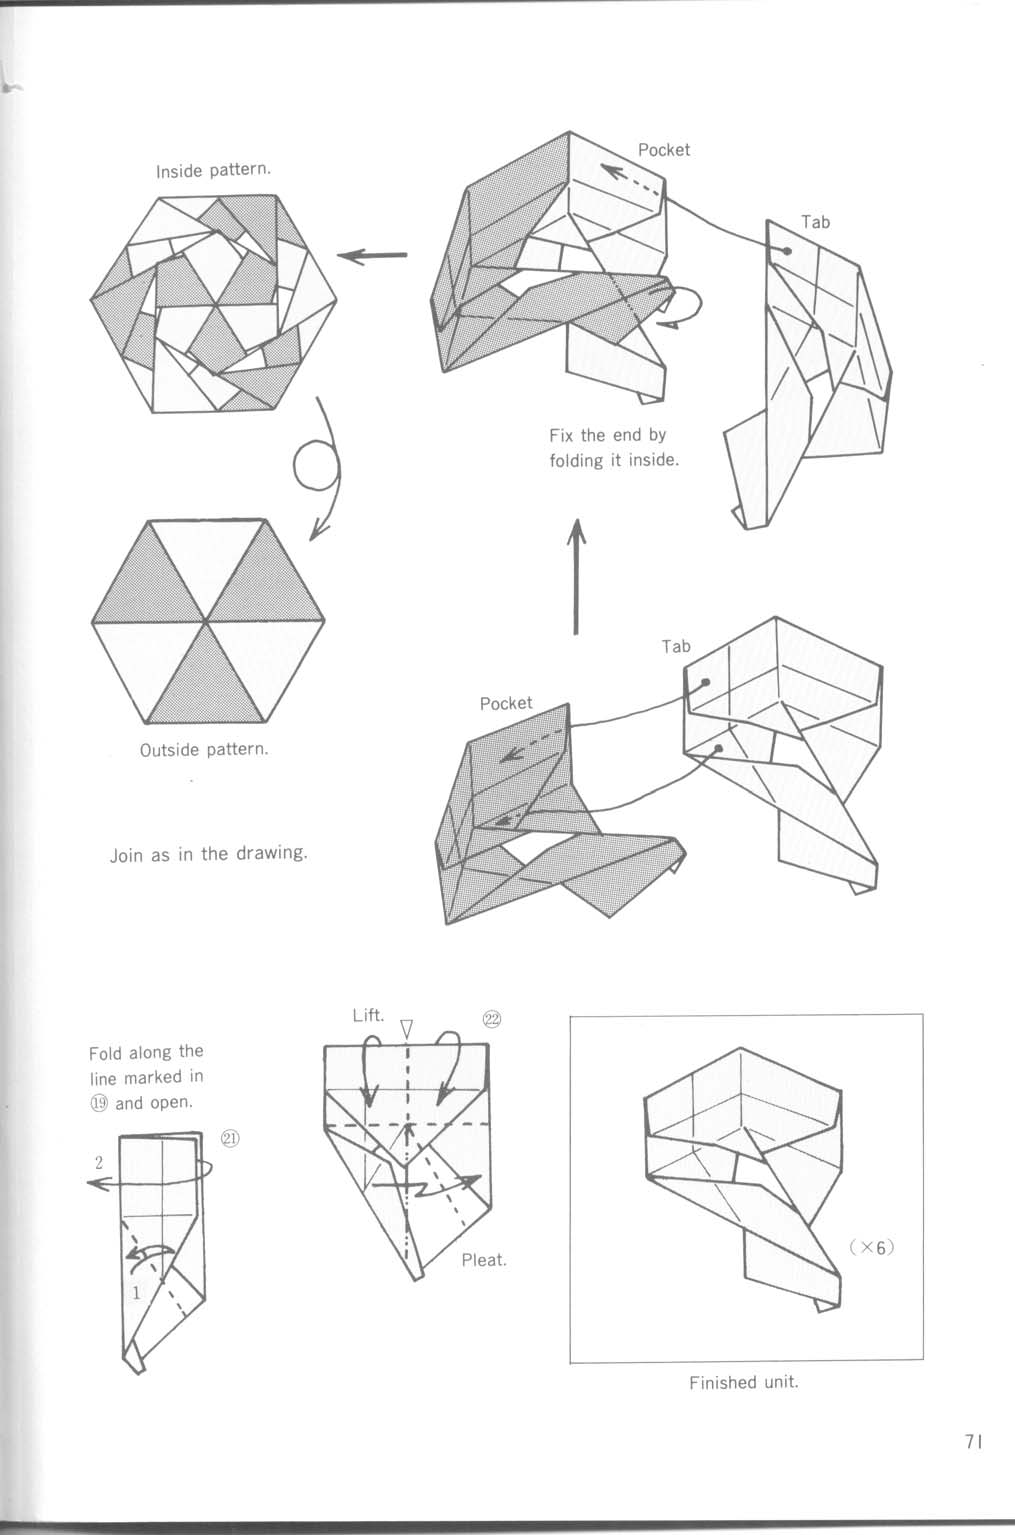 Inside pattern.
Pocket
Tab
Fix the end by
folding it inside.
Outside pattern.
Tab
Pocket
Join as in the drawing.
Fold along the
line marked in
⑲ and open.
㉑
2
1
Lift.
㉒
Pleat.
(×6)
Finished unit.
71